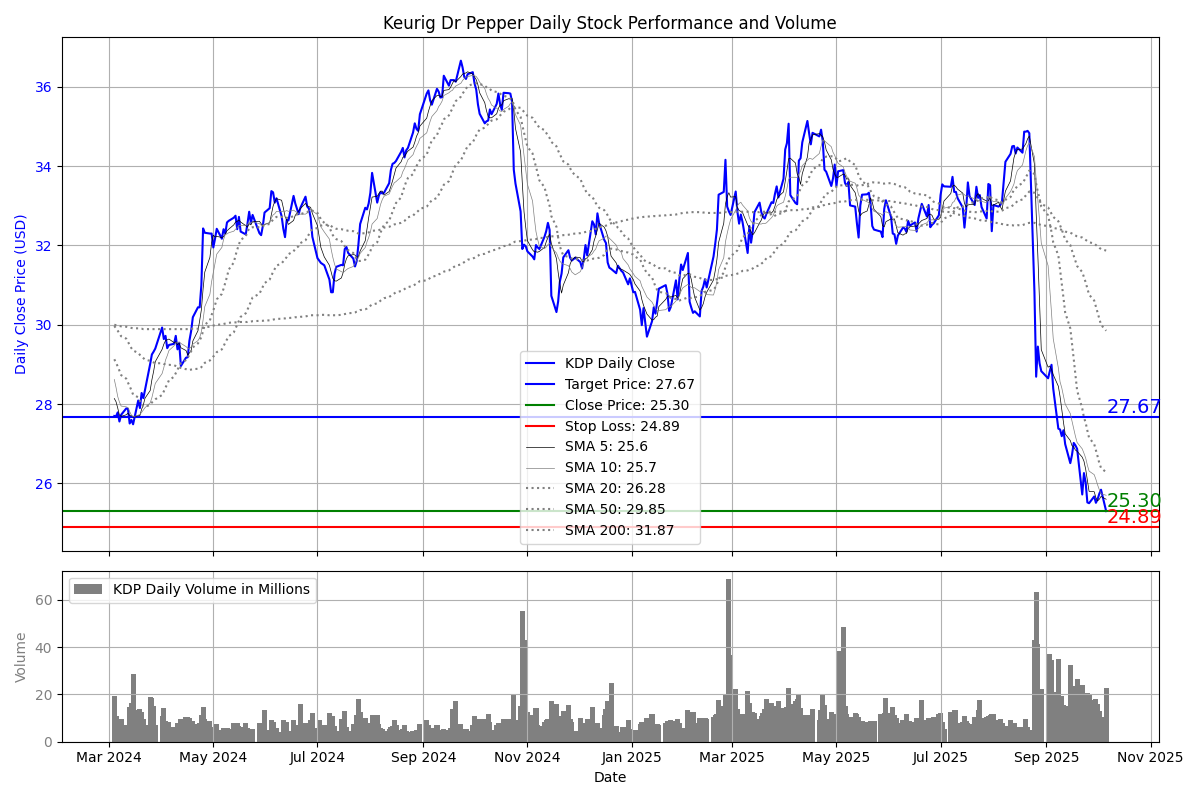 Keurig Dr Pepper Daily Stock Performance and Volume
Daily Close Price (USD)
36
34
32
30
28
26
KDP Daily Close
Target Price: 27.67
Close Price: 25.30
Stop Loss: 24.89
SMA 5: 25.6
SMA 10: 25.7
SMA 20: 26.28
SMA 50: 29.85
SMA 200: 31.87
27.67
25.30
24.89
KDP Daily Volume in Millions
Volume
60
40
20
0
Mar 2024 May 2024 Jul 2024 Sep 2024 Nov 2024 Jan 2025 Mar 2025 May 2025 Jul 2025 Sep 2025 Nov 2025
Date